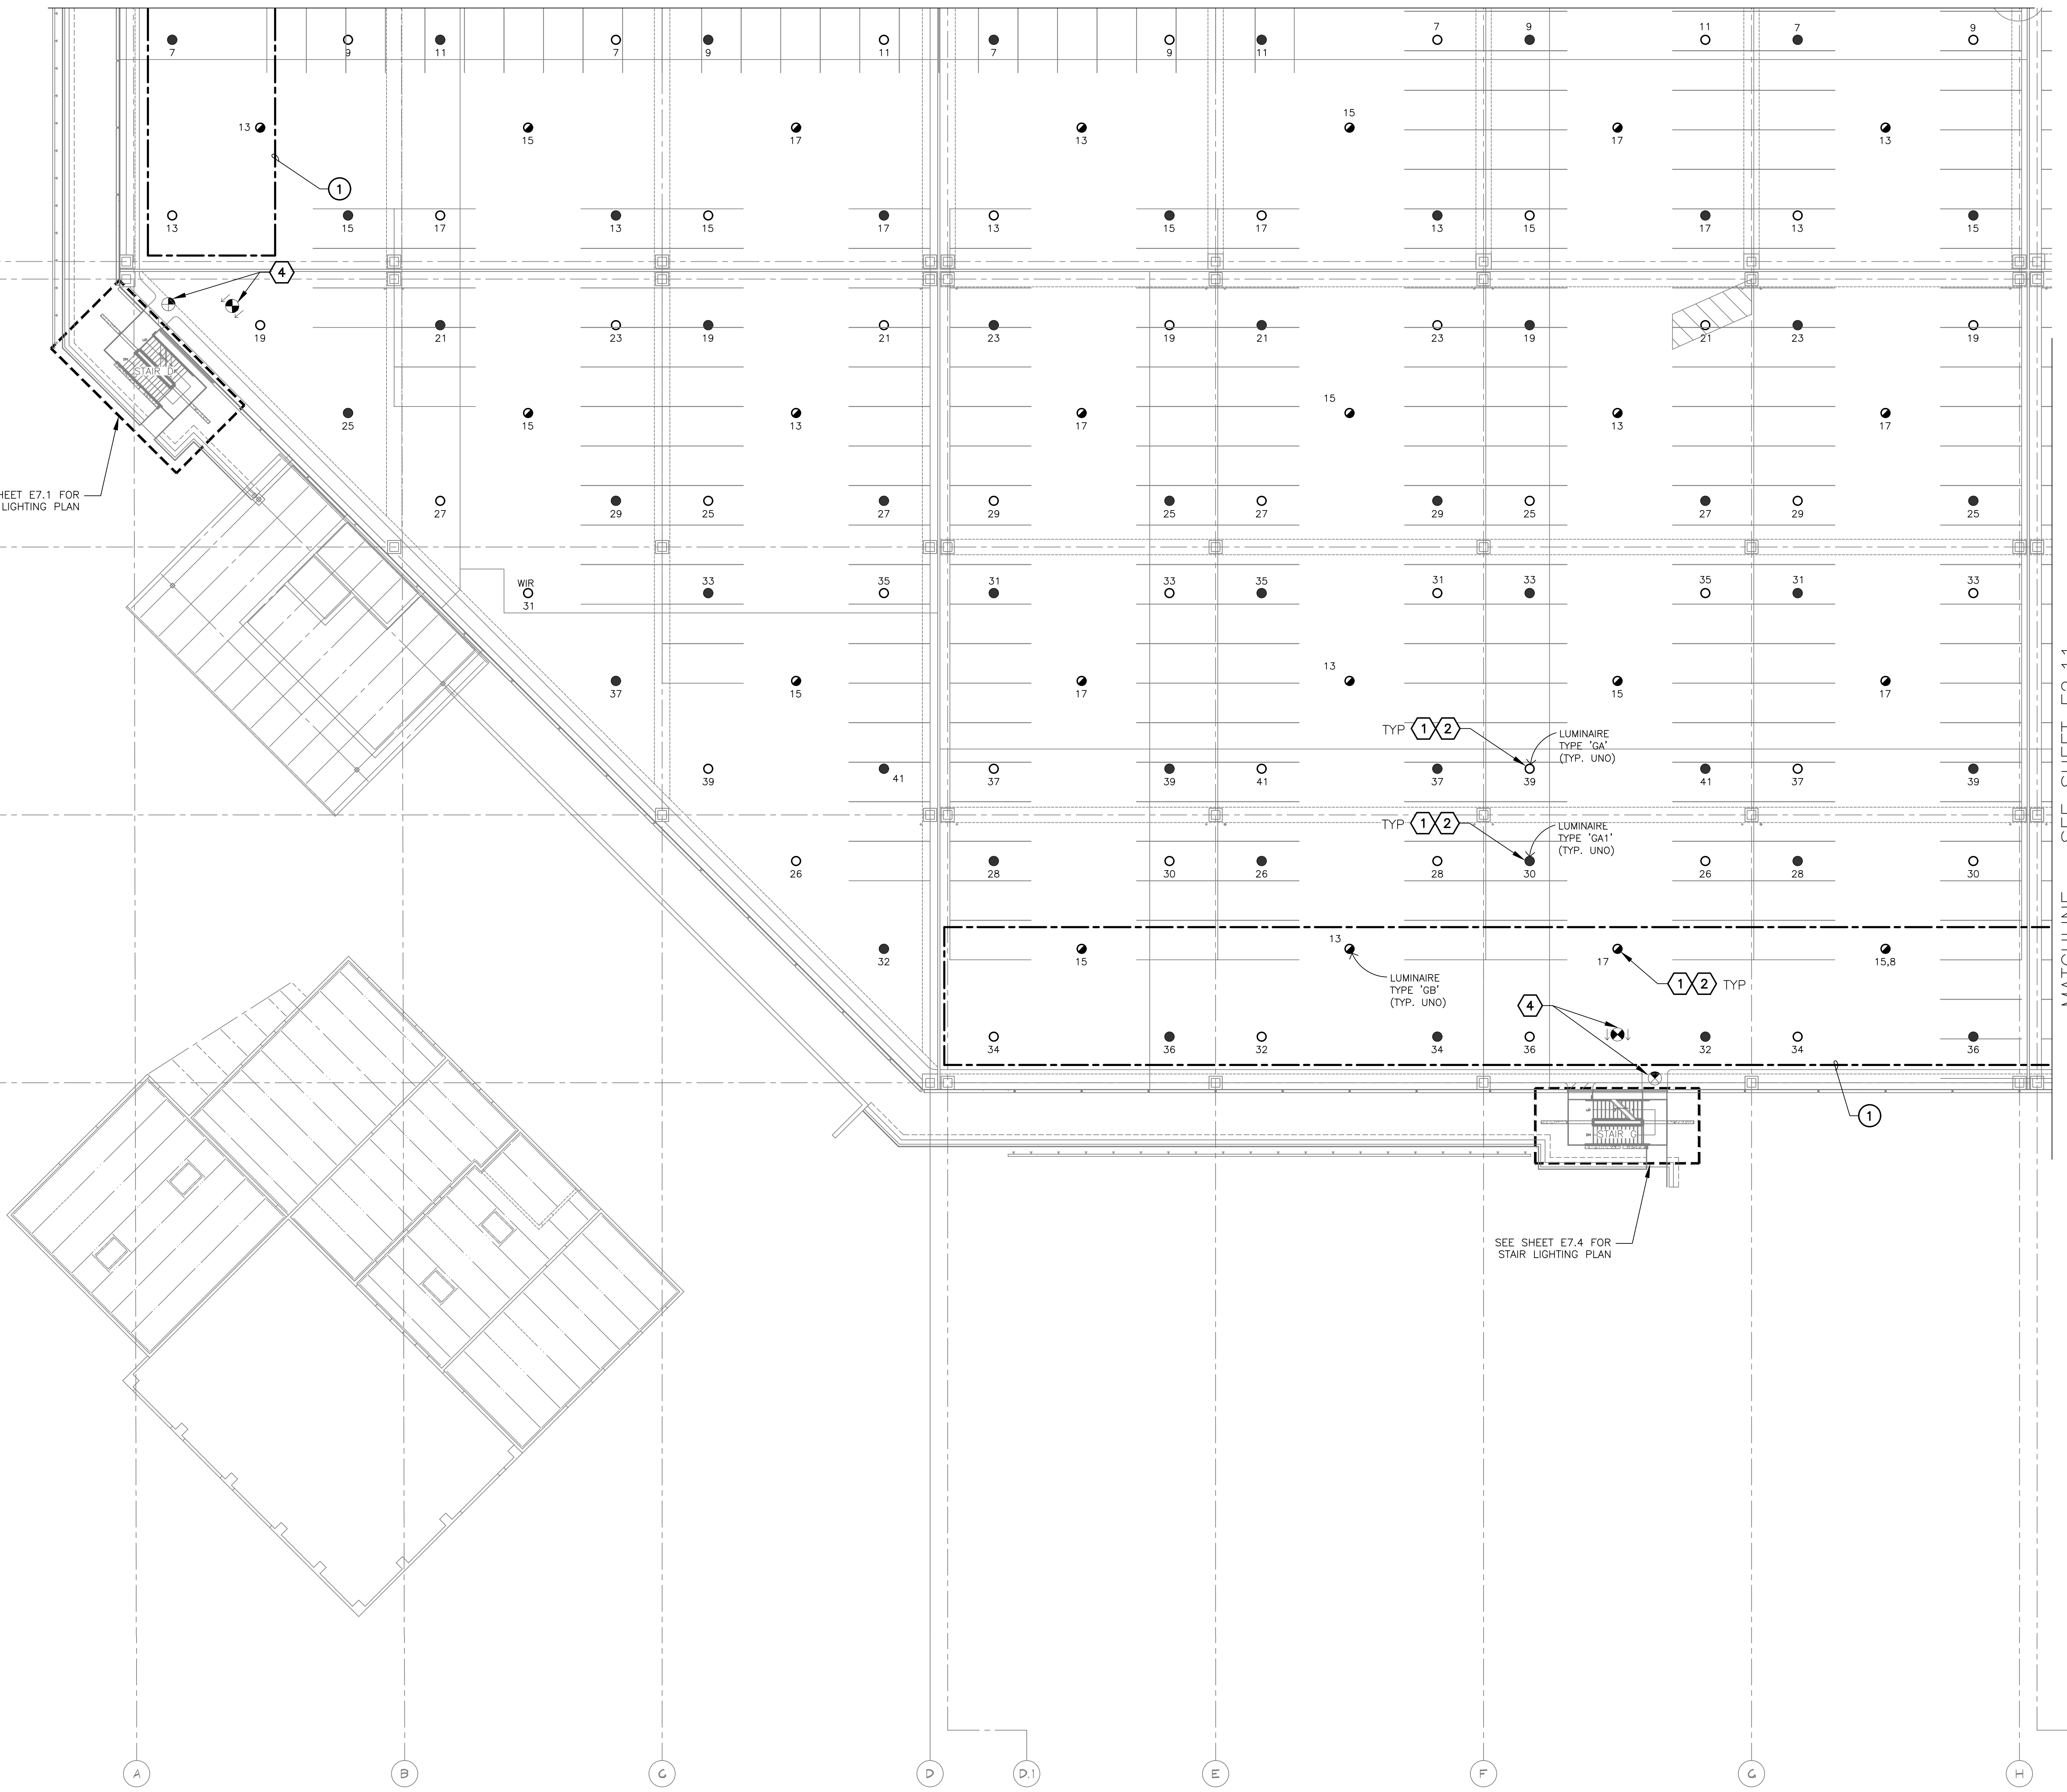 7 9 11 7 9 11 7 9 11 7 9 11 7 9
13 15 17 13 15 17 13
1
13 15 17 13 15 17 13 15 17 13 15 17 13 15
4
19 21 23 19 21 23 19 21 23 19 21 23 19
UP
DN
STAIR D
25 15 13 17 15 13 17
HEET E7.1 FOR
LIGHTING PLAN
27 29 25 27 29 25 27 29 25 27 29 25
WIR
31 33 35 31 33 35 31 33 35 31 33
37 15 17 13 15 17
TYP 1 2
LUMINAIRE
TYPE 'GA'
(TYP. UNO)
39 41 37 39 41 37 39 41 37 39
TYP 1 2
LUMINAIRE
TYPE 'GA1'
(TYP. UNO)
26 28 30 26 28 30 26 28 30
32 15 13 17 15,8
LUMINAIRE
TYPE 'GB'
(TYP. UNO)
1 2 TYP
4
34 36 32 34 36 32 34 36
1
UP
DN
STAIR G
SEE SHEET E7.4 FOR
STAIR LIGHTING PLAN
A B C D D.1 E F G H